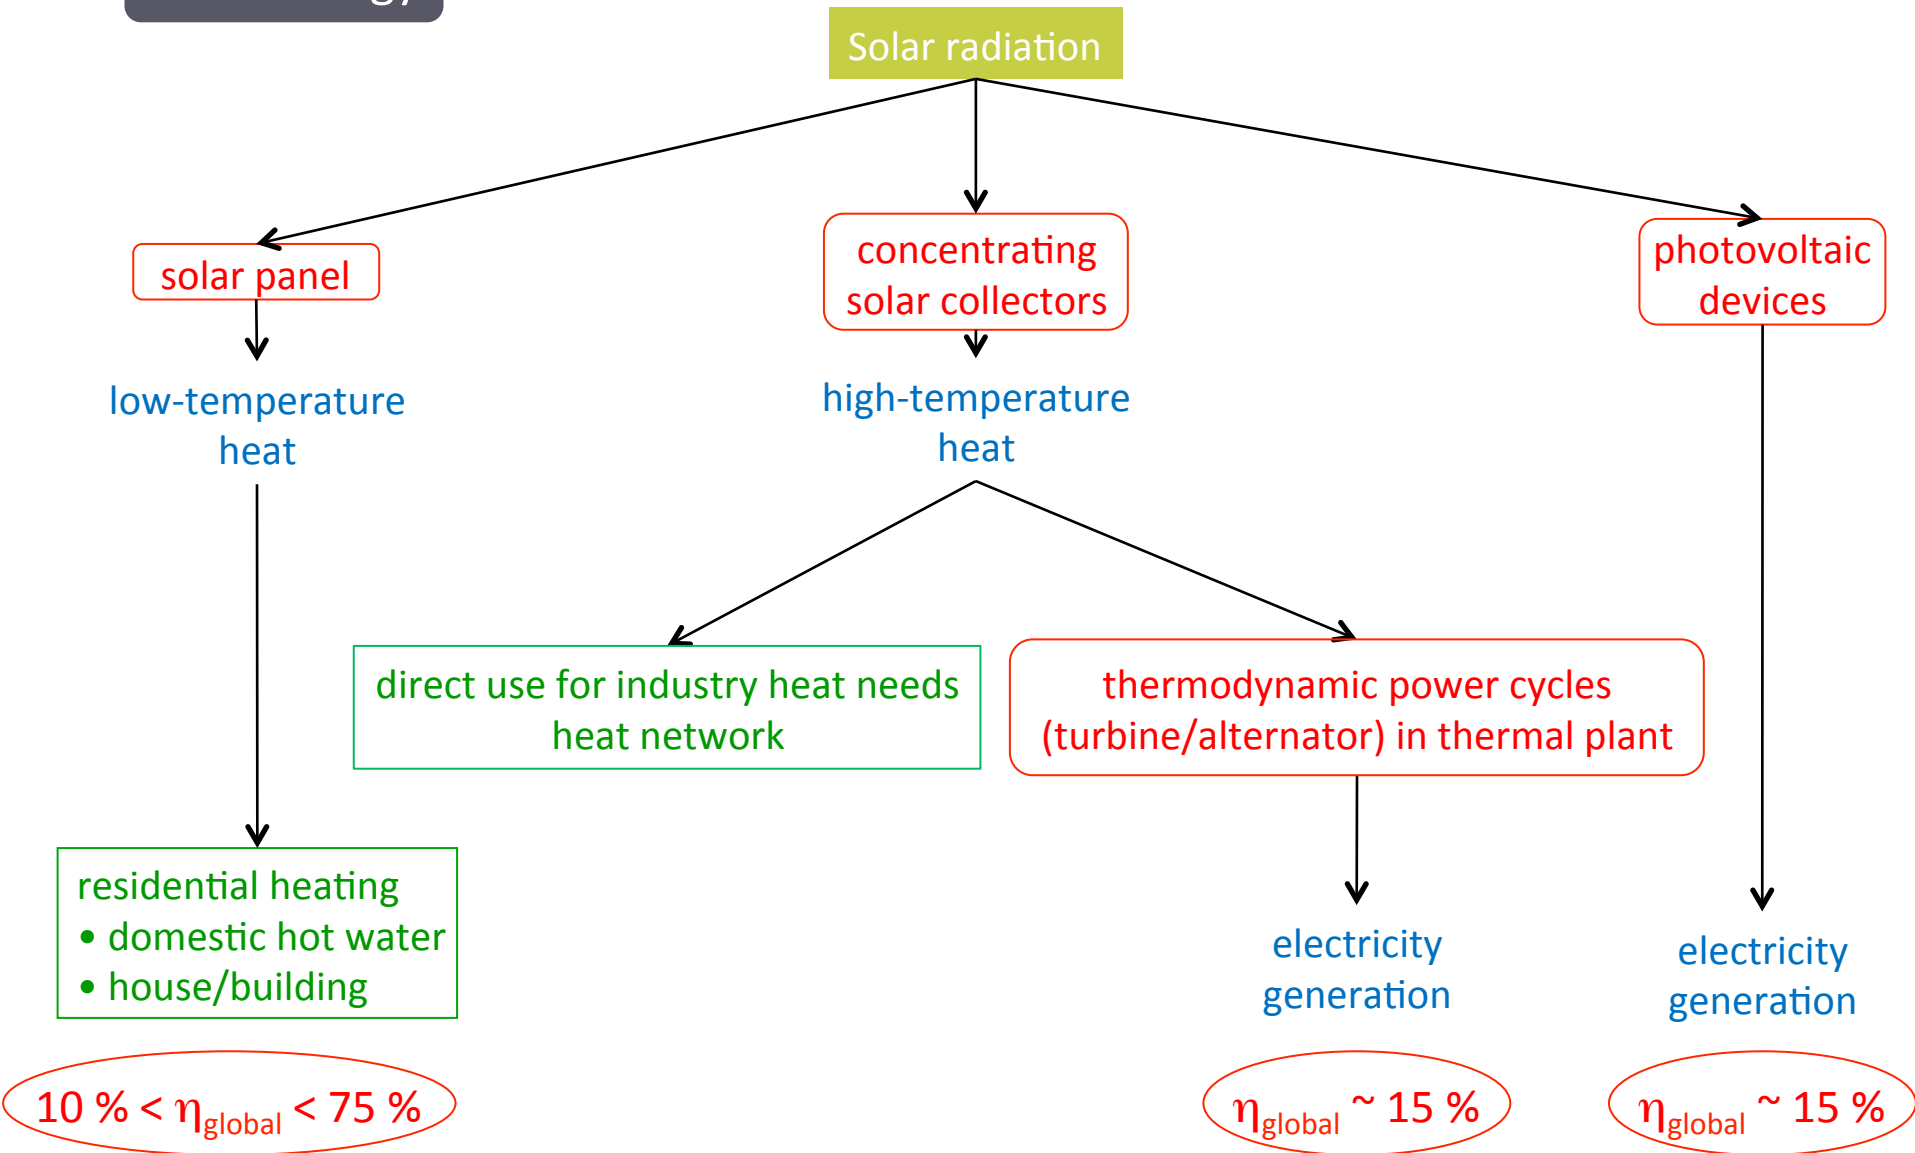 Solar radiation
solar panel
concentrating
solar collectors
photovoltaic
devices
low-temperature
heat
high-temperature
heat
direct use for industry heat needs
heat network
thermodynamic power cycles
(turbine/alternator) in thermal plant
residential heating
• domestic hot water
• house/building
electricity
generation
electricity
generation
10 % < ηglobal < 75 %
ηglobal ~ 15 %
ηglobal ~ 15 %